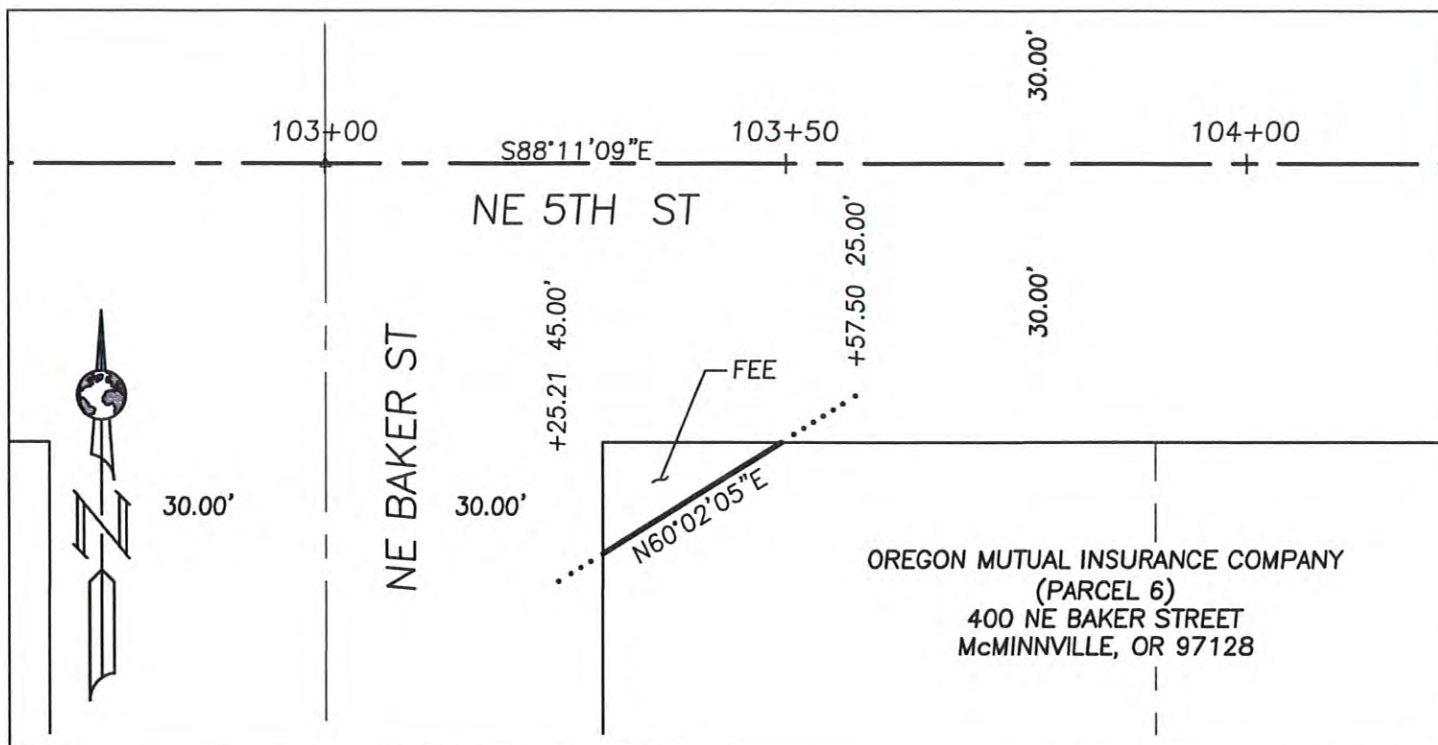 30.00'
103+00
103+50
104+00
S88°11'09"E
NE 5TH ST
+25.21 45.00'
+57.50 25.00'
30.00'
FEE
NE BAKER ST
30.00'
30.00'
N60°02'05"E
N
OREGON MUTUAL INSURANCE COMPANY
(PARCEL 6)
400 NE BAKER STREET
McMINNVILLE, OR 97128